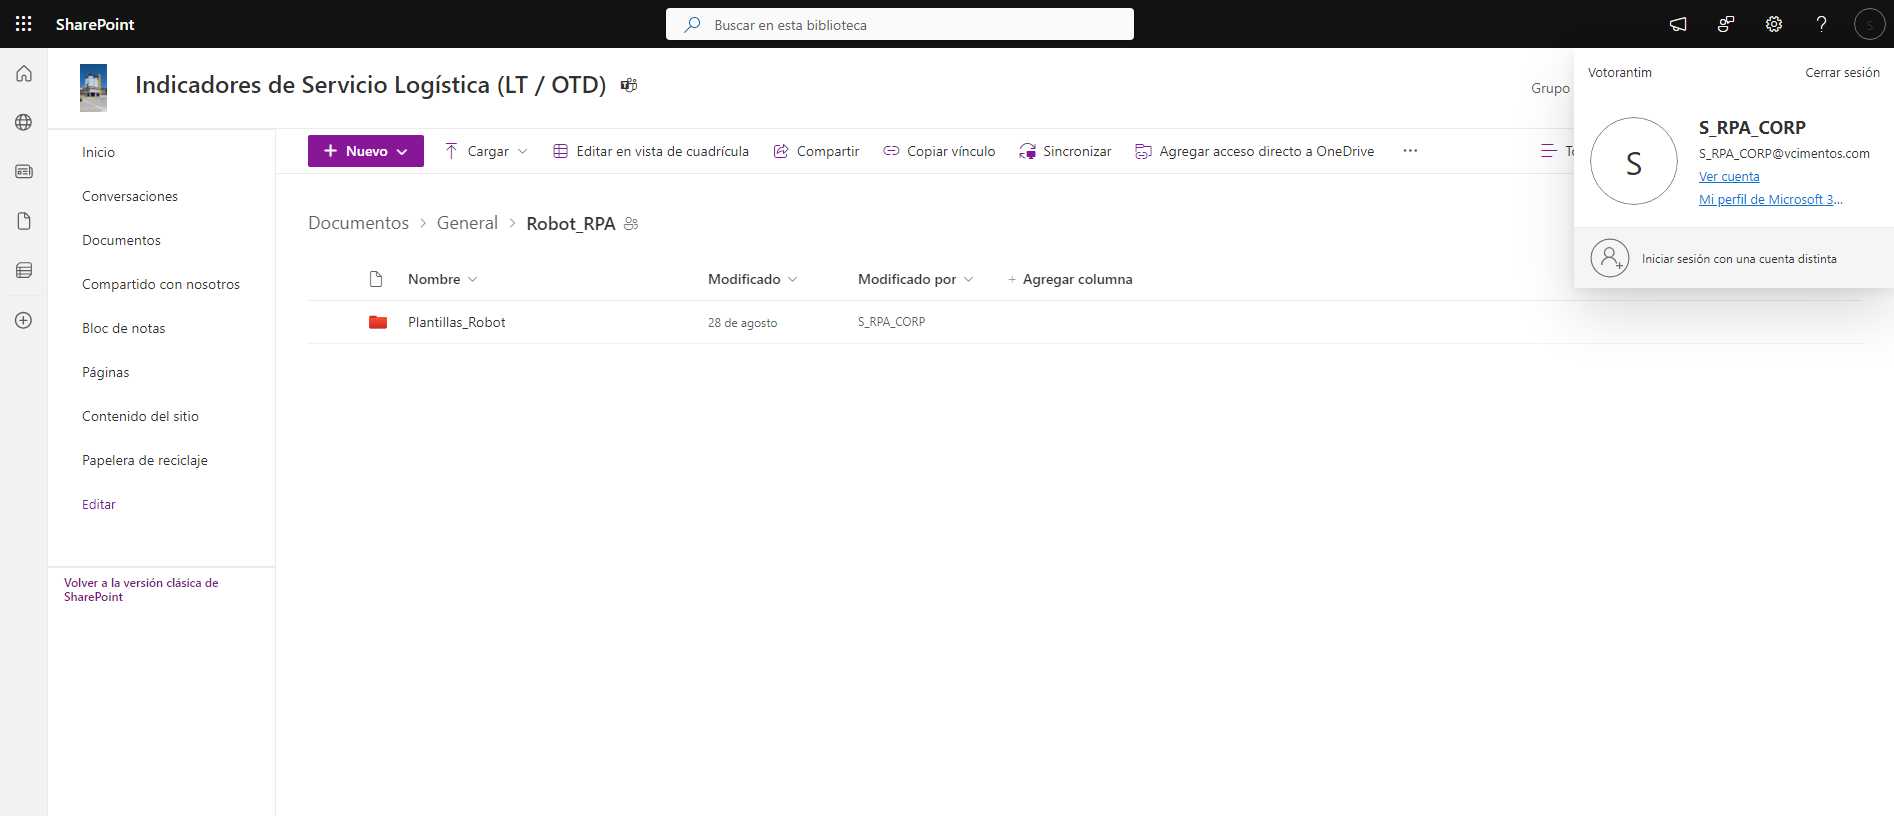 SharePoint
Buscar en esta biblioteca
S
Indicadores de Servicio Logística (LT / OTD)
Grupo
Votorantim
Cerrar sesión
S
S_RPA_CORP
S_RPA_CORP@vcimentos.com
Ver cuenta
Mi perfil de Microsoft 3...
Iniciar sesión con una cuenta distinta
Inicio
Conversaciones
Documentos
Compartido con nosotros
Bloc de notas
Páginas
Contenido del sitio
Papelera de reciclaje
Editar
Volver a la versión clásica de
SharePoint
Nuevo
Cargar
Editar en vista de cuadrícula
Compartir
Copiar vínculo
Sincronizar
Agregar acceso directo a OneDrive
Documentos > General > Robot_RPA
Nombre Modificado Modificado por + Agregar columna
Plantillas_Robot 28 de agosto S_RPA_CORP